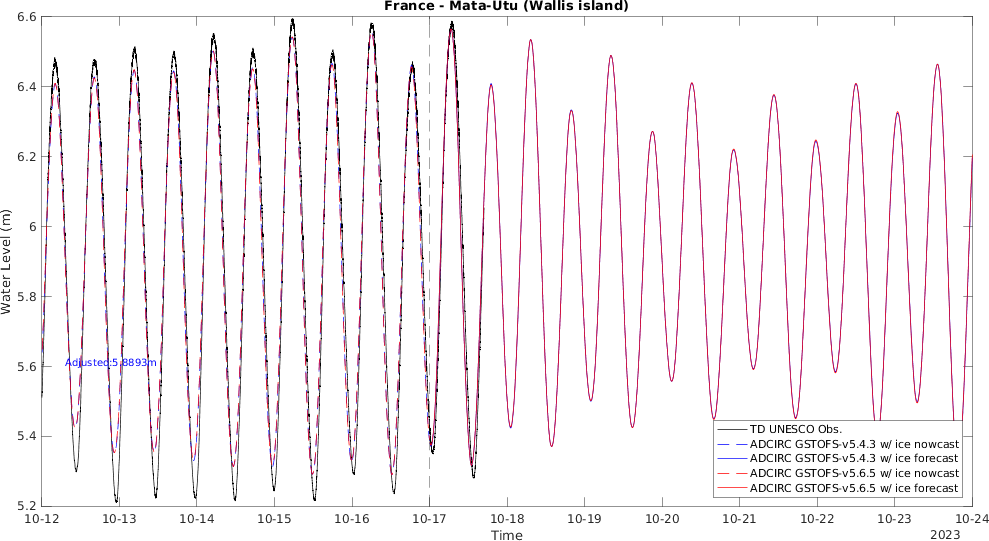 France - Mata-Utu (Wallis island)
6.6
6.4
6.2
6
5.8
5.6
5.4
5.2
Water Level (m)
Adjusted:5.8893m
TD UNESCO Obs.
ADCIRC GSTOFS-v5.4.3 w/ ice nowcast
ADCIRC GSTOFS-v5.4.3 w/ ice forecast
ADCIRC GSTOFS-v5.6.5 w/ ice nowcast
ADCIRC GSTOFS-v5.6.5 w/ ice forecast
10-12 10-13 10-14 10-15 10-16 10-17 10-18 10-19 10-20 10-21 10-22 10-23 10-24
Time
2023